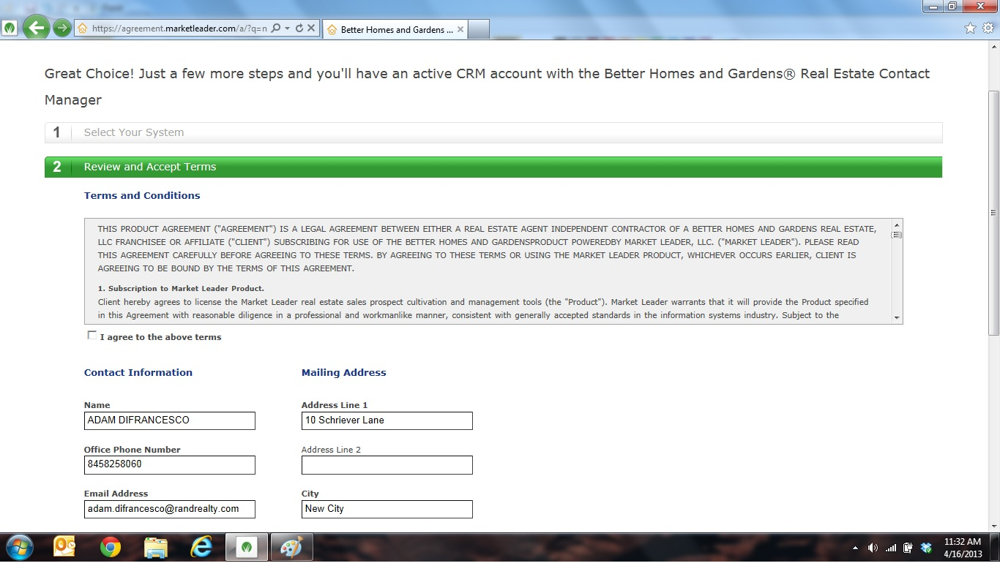 https://agreement.marketleader.com/a/?q=n
Better Homes and Gardens ...
Great Choice! Just a few more steps and you'll have an active CRM account with the Better Homes and Gardens® Real Estate Contact
Manager
1 Select Your System
2 Review and Accept Terms
Terms and Conditions
THIS PRODUCT AGREEMENT ("AGREEMENT") IS A LEGAL AGREEMENT BETWEEN EITHER A REAL ESTATE AGENT INDEPENDENT CONTRACTOR OF A BETTER HOMES AND GARDENS REAL ESTATE,
LLC FRANCHISEE OR AFFILIATE ("CLIENT") SUBSCRIBING FOR USE OF THE BETTER HOMES AND GARDENSPRODUCT POWEREDBY MARKET LEADER, LLC. ("MARKET LEADER"). PLEASE READ
THIS AGREEMENT CAREFULLY BEFORE AGREEING TO THESE TERMS. BY AGREEING TO THESE TERMS OR USING THE MARKET LEADER PRODUCT, WHICHEVER OCCURS EARLIER, CLIENT IS
AGREEING TO BE BOUND BY THE TERMS OF THIS AGREEMENT.
1. Subscription to Market Leader Product.
Client hereby agrees to license the Market Leader real estate sales prospect cultivation and management tools (the "Product"). Market Leader warrants that it will provide the Product specified
in this Agreement with reasonable diligence in a professional and workmanlike manner, consistent with generally accepted standards in the information systems industry. Subject to the
I agree to the above terms
Contact Information Mailing Address
Name Address Line 1
ADAM DIFRANCESCO 10 Schriever Lane
Office Phone Number Address Line 2
8458258060
Email Address City
adam.difrancesco@randrealty.com New City
11:32 AM
4/16/2013